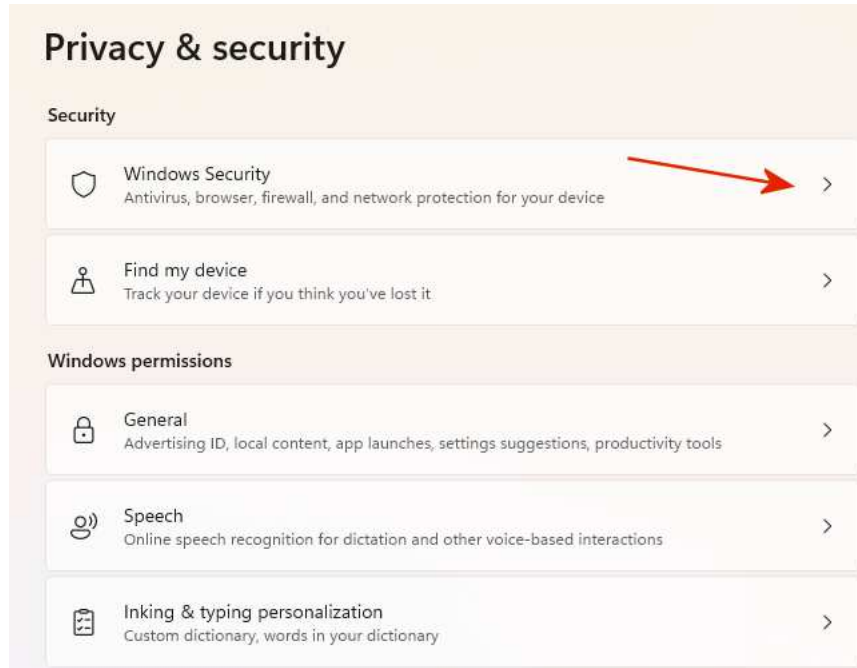 Privacy & security
Security
Windows Security
Antivirus, browser, firewall, and network protection for your device
Find my device
Track your device if you think you've lost it
Windows permissions
General
Advertising ID, local content, app launches, settings suggestions, productivity tools
Speech
Online speech recognition for dictation and other voice-based interactions
Inking & typing personalization
Custom dictionary, words in your dictionary